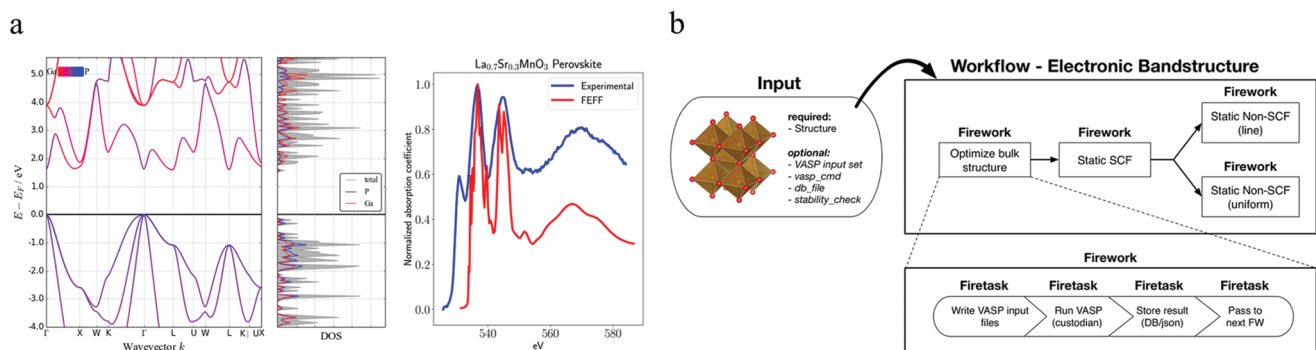 a
Ga P
5.0
4.0
3.0
2.0
1.0
0.0
-1.0
-2.0
-3.0
-4.0
E − E_F / eV
Γ X W K Γ L U W L K| UX
Wavevector k
total
P
Ga
DOS
La0.7Sr0.3MnO3 Perovskite
Experimental
FEFF
Normalized absorption coefficient
1.0
0.8
0.6
0.4
0.2
0.0
540 560 580
eV
b
Input
required:
- Structure
optional:
- VASP input set
- vasp_cmd
- db_file
- stability_check
Workflow - Electronic Bandstructure
Firework
Optimize bulk
structure
Firework
Static SCF
Firework
Static Non-SCF
(line)
Firework
Static Non-SCF
(uniform)
Firework
Firetask Firetask Firetask Firetask
Write VASP input
files
Run VASP
(custodian)
Store result
(DB/json)
Pass to
next FW